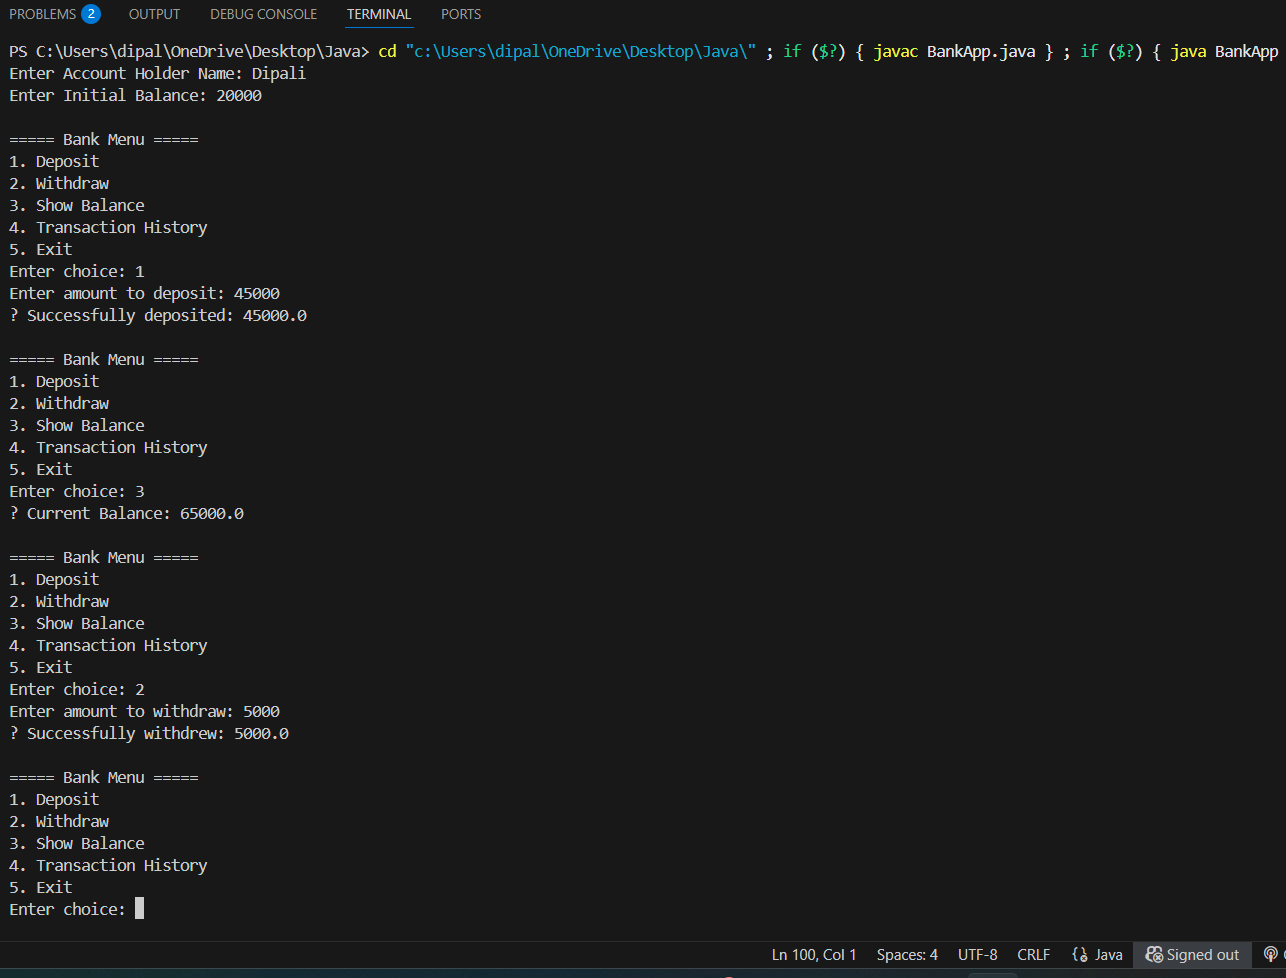 PROBLEMS 2 OUTPUT DEBUG CONSOLE TERMINAL PORTS
PS C:\Users\dipal\OneDrive\Desktop\Java> cd "c:\Users\dipal\OneDrive\Desktop\Java\" ; if ($?) { javac BankApp.java } ; if ($?) { java BankApp
Enter Account Holder Name: Dipali
Enter Initial Balance: 20000
===== Bank Menu =====
1. Deposit
2. Withdraw
3. Show Balance
4. Transaction History
5. Exit
Enter choice: 1
Enter amount to deposit: 45000
? Successfully deposited: 45000.0
===== Bank Menu =====
1. Deposit
2. Withdraw
3. Show Balance
4. Transaction History
5. Exit
Enter choice: 3
? Current Balance: 65000.0
===== Bank Menu =====
1. Deposit
2. Withdraw
3. Show Balance
4. Transaction History
5. Exit
Enter choice: 2
Enter amount to withdraw: 5000
? Successfully withdrew: 5000.0
===== Bank Menu =====
1. Deposit
2. Withdraw
3. Show Balance
4. Transaction History
5. Exit
Enter choice:
Ln 100, Col 1 Spaces: 4 UTF-8 CRLF {} Java Signed out